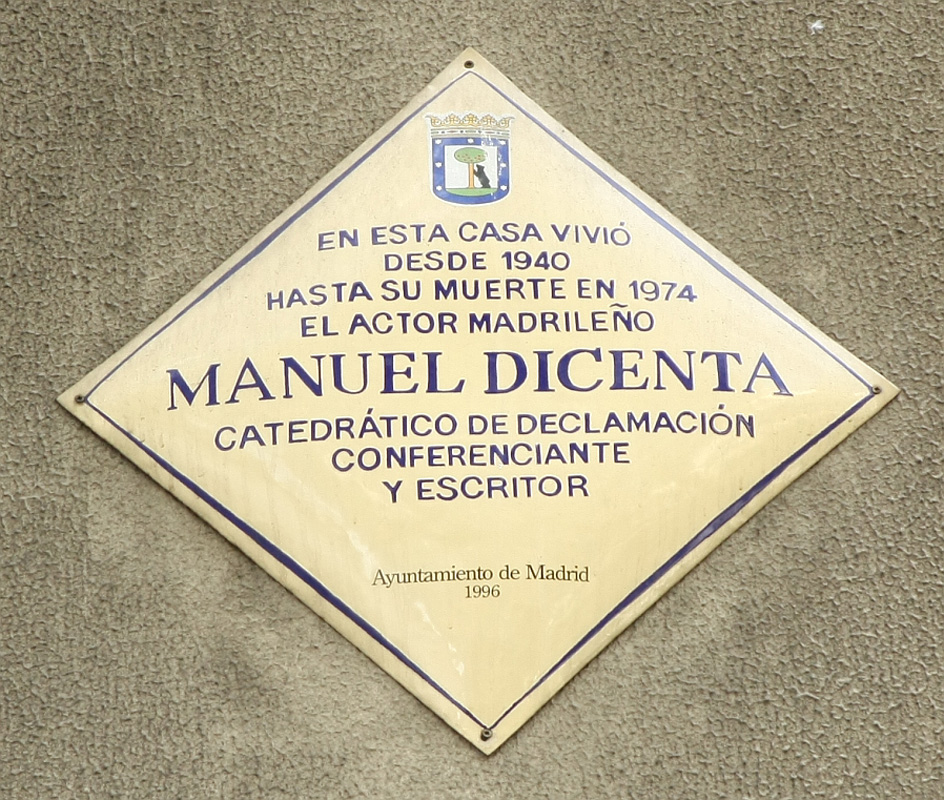 EN ESTA CASA VIVIÓ
DESDE 1940
HASTA SU MUERTE EN 1974
EL ACTOR MADRILEÑO
MANUEL DICENTA
CATEDRÁTICO DE DECLAMACIÓN
CONFERENCIANTE
Y ESCRITOR
Ayuntamiento de Madrid
1996